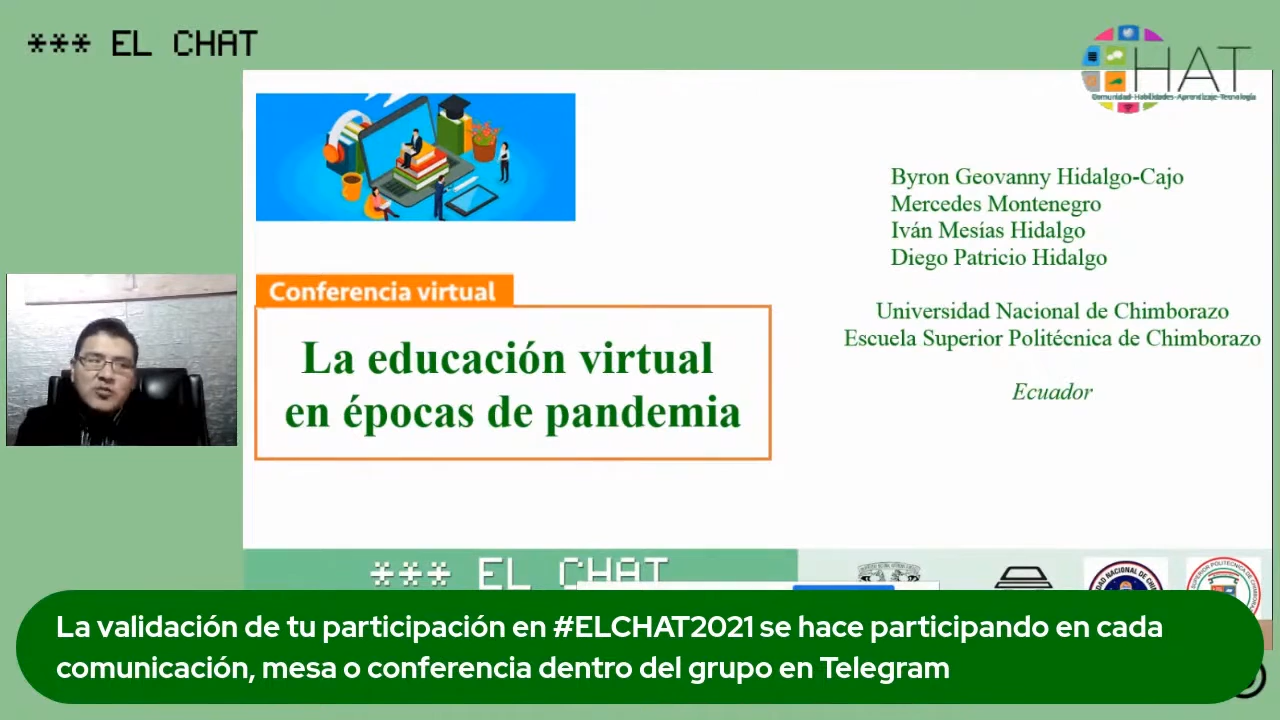 *** EL CHAT
HAT
Comunidad-Habilidades-Aprendizaje-Tecnología
Byron Geovanny Hidalgo-Cajo
Mercedes Montenegro
Iván Mesías Hidalgo
Diego Patricio Hidalgo
Universidad Nacional de Chimborazo
Escuela Superior Politécnica de Chimborazo
Ecuador
Conferencia virtual
La educación virtual
en épocas de pandemia
*** EL CHAT
La validación de tu participación en #ELCHAT2021 se hace participando en cada
comunicación, mesa o conferencia dentro del grupo en Telegram